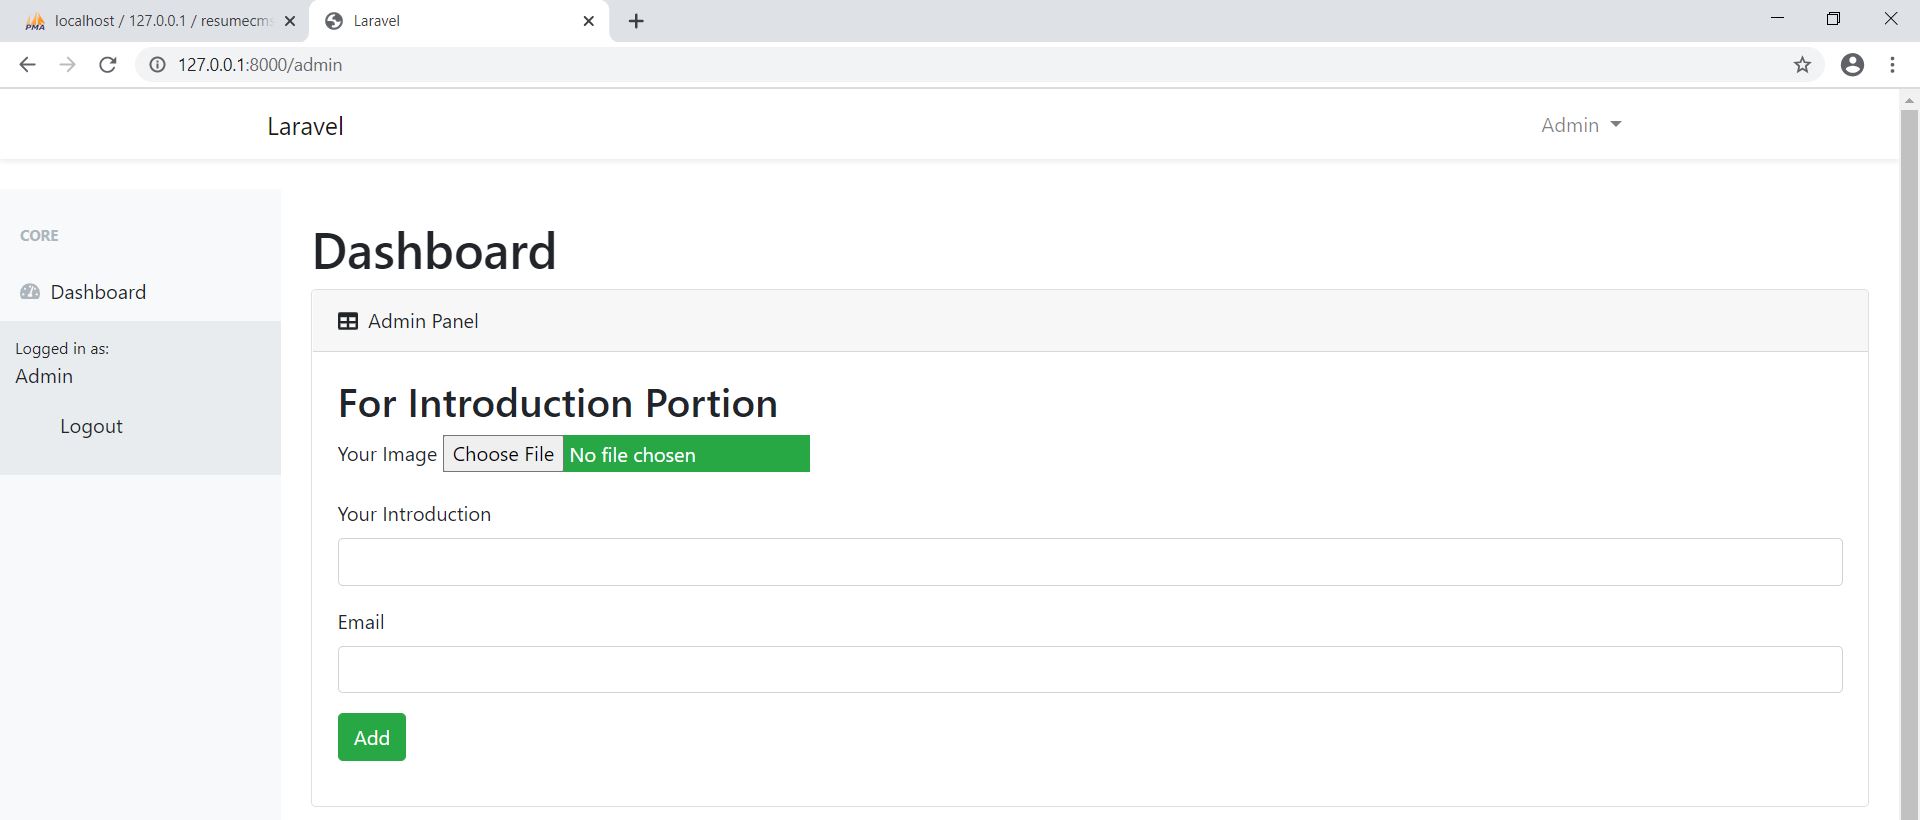 localhost / 127.0.0.1 / resumecms
Laravel
127.0.0.1:8000/admin
Laravel
Admin
CORE
Dashboard
Logged in as:
Admin
Logout
Dashboard
Admin Panel
For Introduction Portion
Your Image Choose File No file chosen
Your Introduction
Email
Add